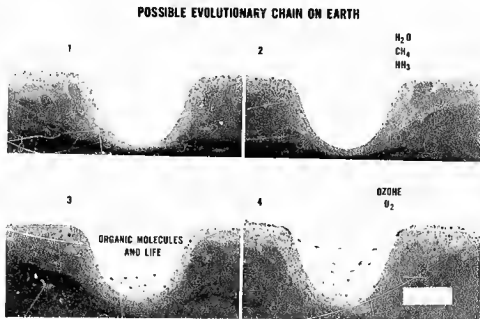 POSSIBLE EVOLUTIONARY CHAIN ON EARTH
1
2
H₂O
CH₄
NH₃
3
ORGANIC MOLECULES
AND LIFE
4
OZONE
O₂